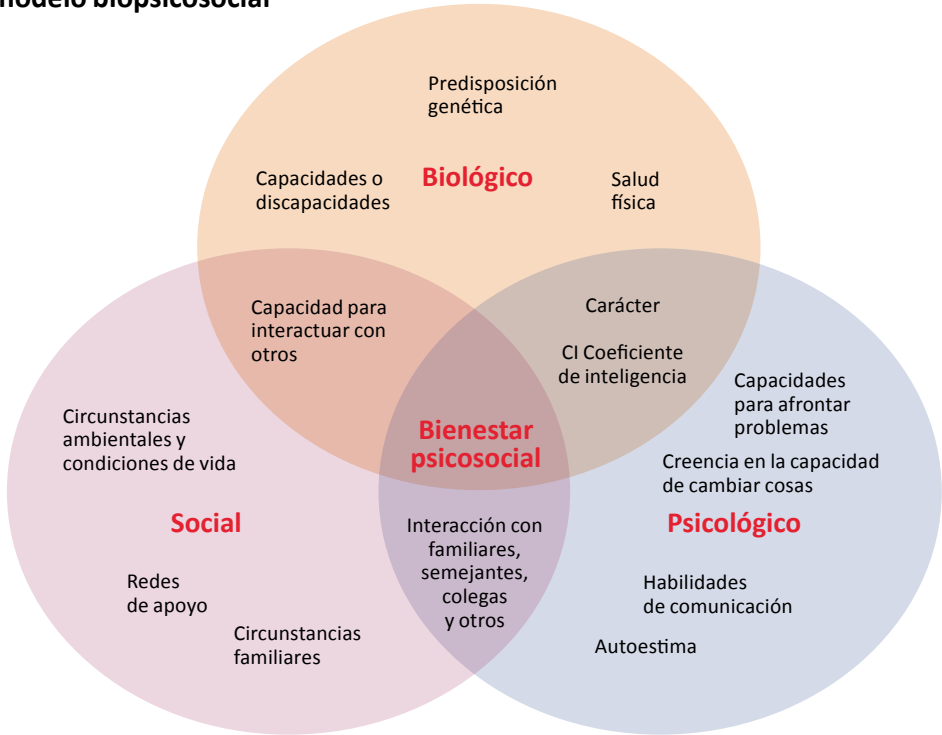 modelo biopsicosocial
Predisposición
genética
Biológico
Capacidades o
discapacidades
Salud
física
Capacidad para
interactuar con
otros
Carácter
CI Coeficiente
de inteligencia
Capacidades
para afrontar
problemas
Circunstancias
ambientales y
condiciones de vida
Bienestar
psicosocial
Creencia en la capacidad
de cambiar cosas
Social
Psicológico
Interacción con
familiares,
semejantes,
colegas
y otros
Redes
de apoyo
Habilidades
de comunicación
Circunstancias
familiares
Autoestima